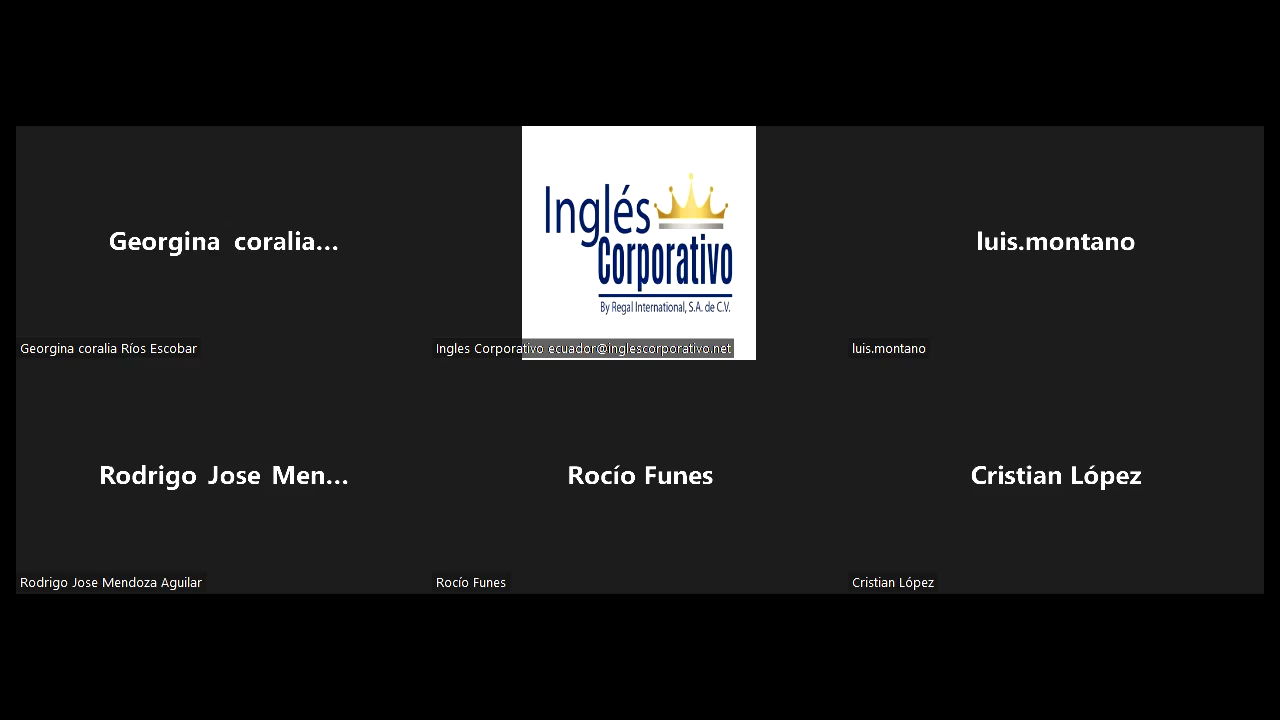 Georgina coralia...
Inglés
Corporativo
By Regal International, S.A. de C.V.
luis.montano
Georgina coralia Ríos Escobar
Ingles Corporativo ecuador@inglescorporativo.net
luis.montano
Rodrigo Jose Men...
Rocío Funes
Cristian López
Rodrigo Jose Mendoza Aguilar
Rocío Funes
Cristian López